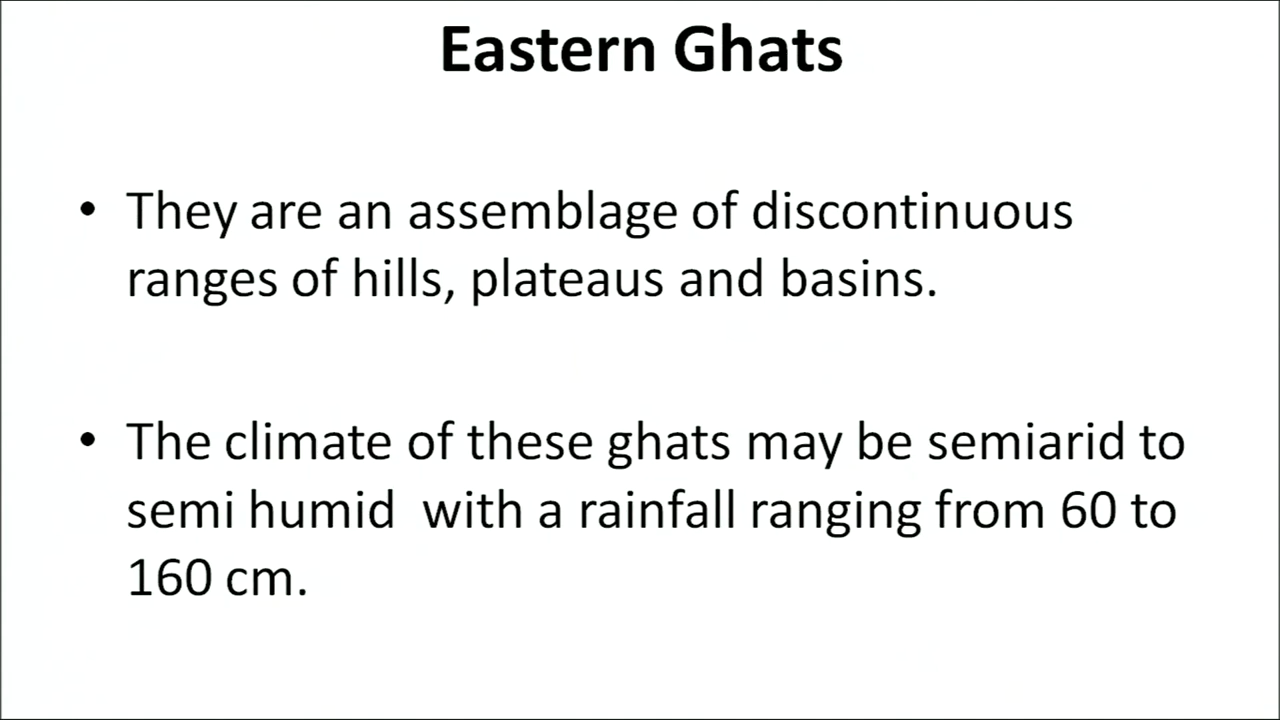 Eastern Ghats
• They are an assemblage of discontinuous
ranges of hills, plateaus and basins.
• The climate of these ghats may be semiarid to
semi humid  with a rainfall ranging from 60 to
160 cm.